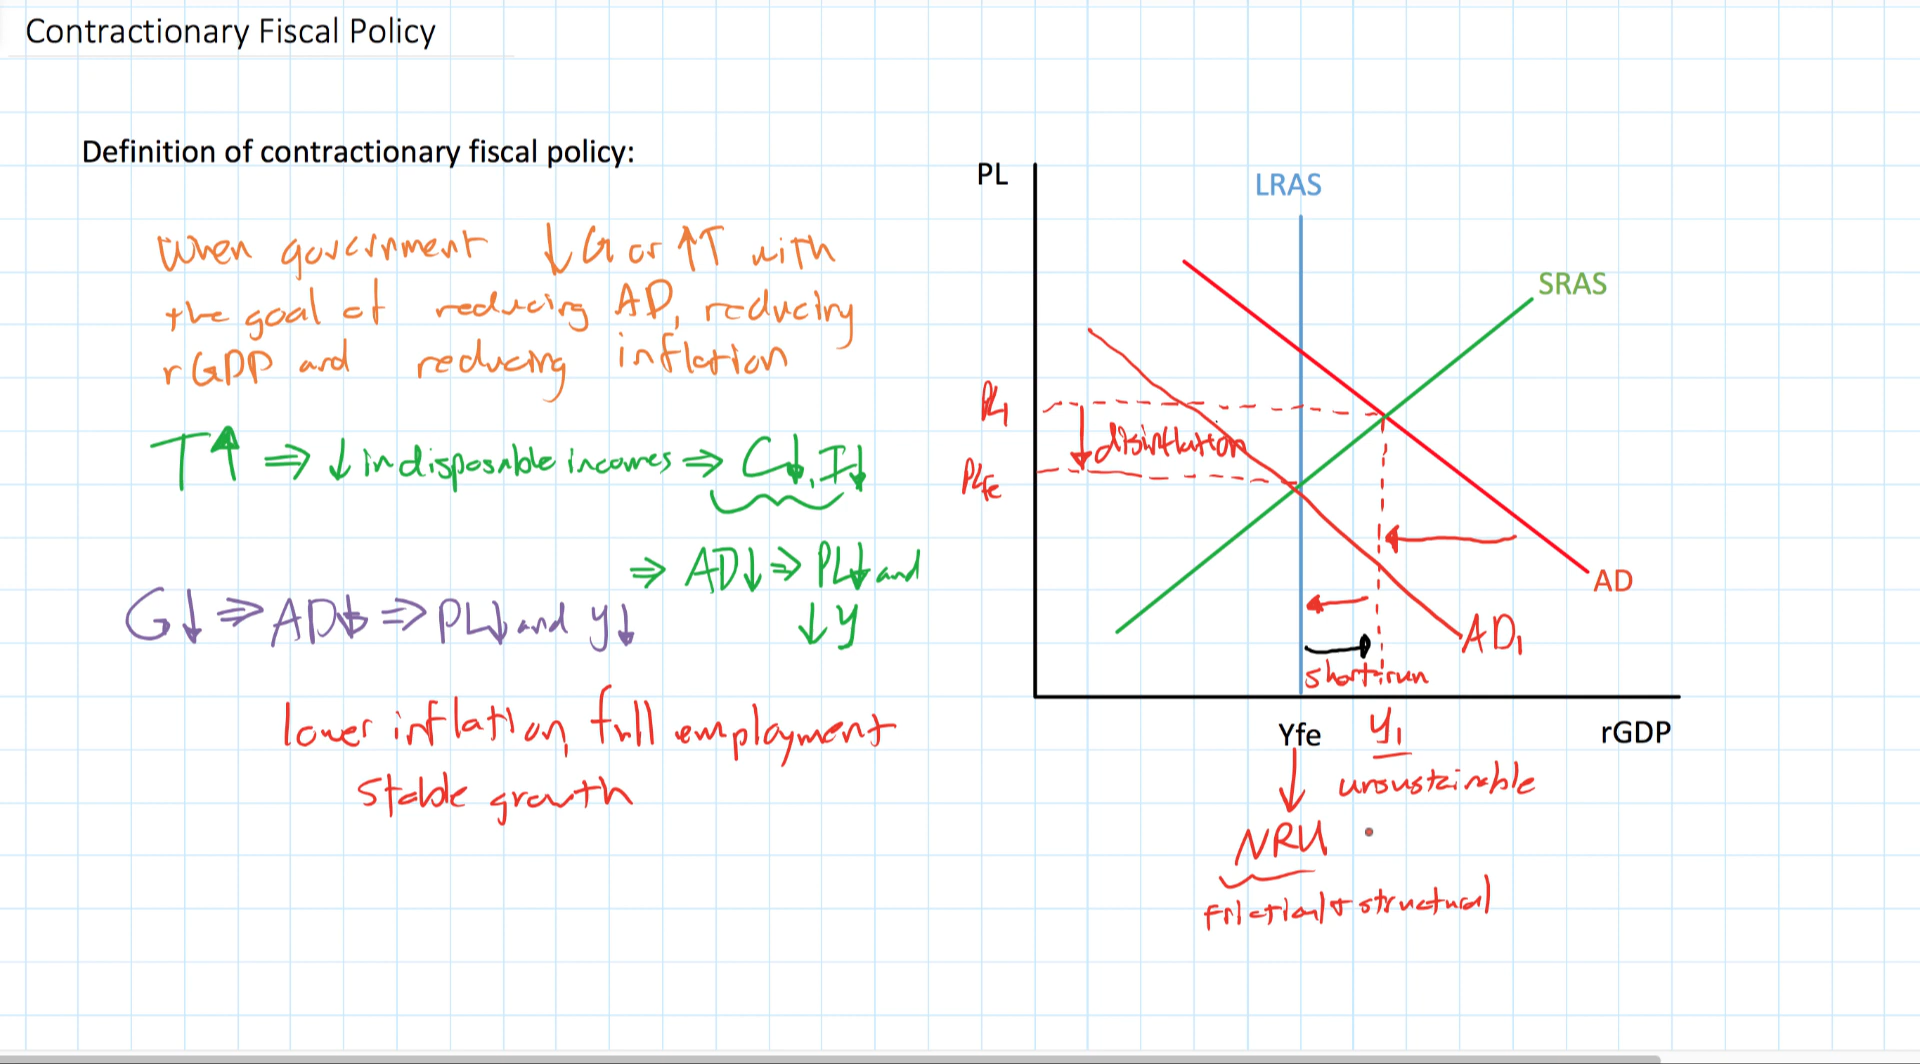 Contractionary Fiscal Policy
Definition of contractionary fiscal policy:
When government ↓ G or ↑T with
the goal of reducing AD, reducing
rGDP and reducing inflation
T↑ ⇒ ↓ in disposable incomes ⇒ C↓, I↓
⇒ AD↓ ⇒ PL↓ and
↓ y
G↓ ⇒ AD↓ ⇒ PL↓ and y↓
lower inflation, full employment
stable growth
PL
LRAS
SRAS
PL1
disinflation
PLfe
AD
AD1
short-run
Yfe
y1
rGDP
unsustainable
NRU
frictional + structural